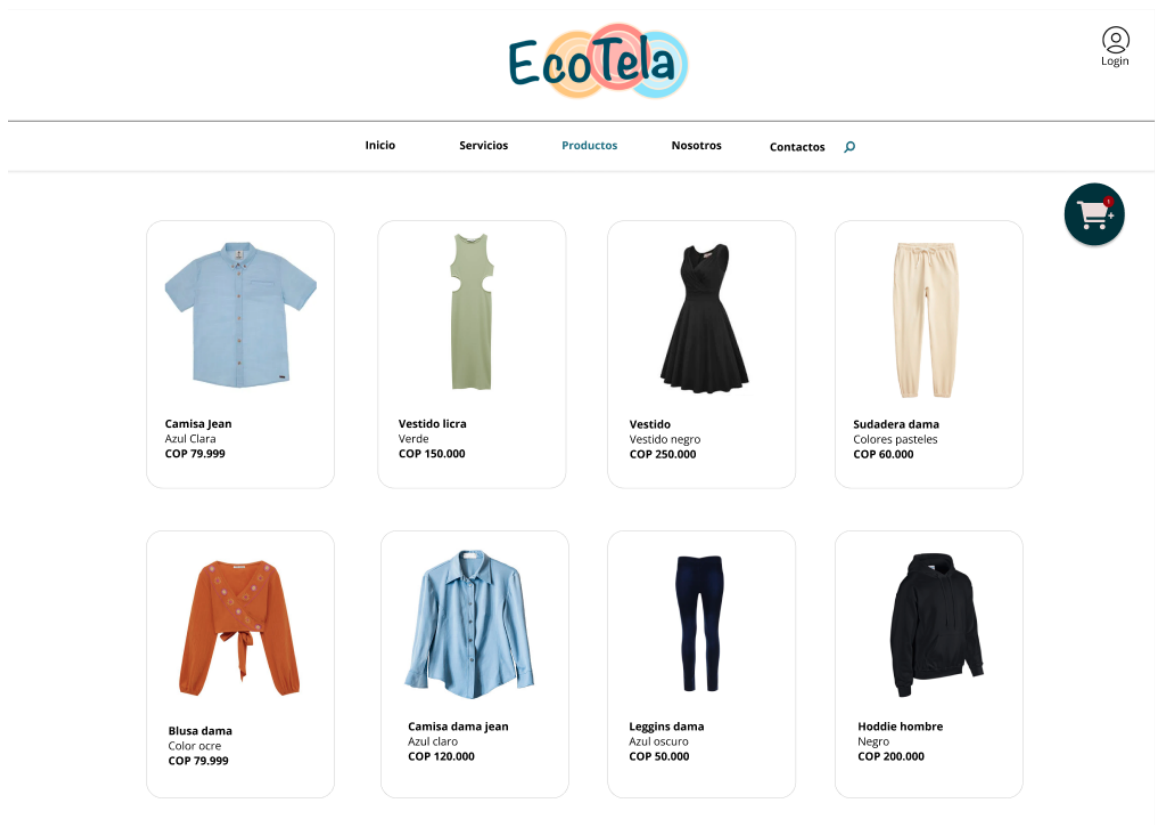 EcoTela
Login
Inicio Servicios Productos Nosotros Contactos
1
Camisa Jean
Azul Clara
COP 79.999
Vestido licra
Verde
COP 150.000
Vestido
Vestido negro
COP 250.000
Sudadera dama
Colores pasteles
COP 60.000
Blusa dama
Color ocre
COP 79.999
Camisa dama jean
Azul claro
COP 120.000
Leggins dama
Azul oscuro
COP 50.000
Hoddie hombre
Negro
COP 200.000